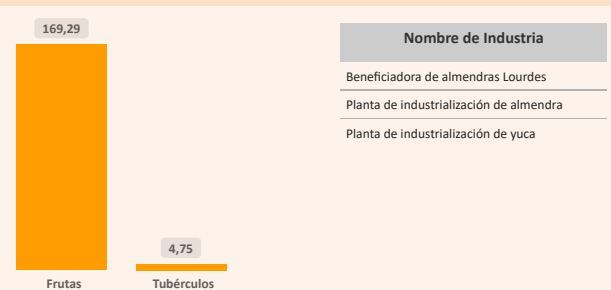 169,29
4,75
Frutas
Tubérculos
Nombre de Industria
Beneficiadora de almendras Lourdes
Planta de industrialización de almendra
Planta de industrialización de yuca